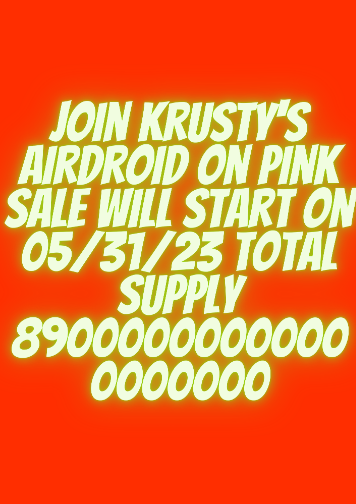 JOIN KRUSTY'S
AIRDROID ON PINK
SALE WILL START ON
05/31/23 TOTAL
SUPPLY
8900000000000
0000000